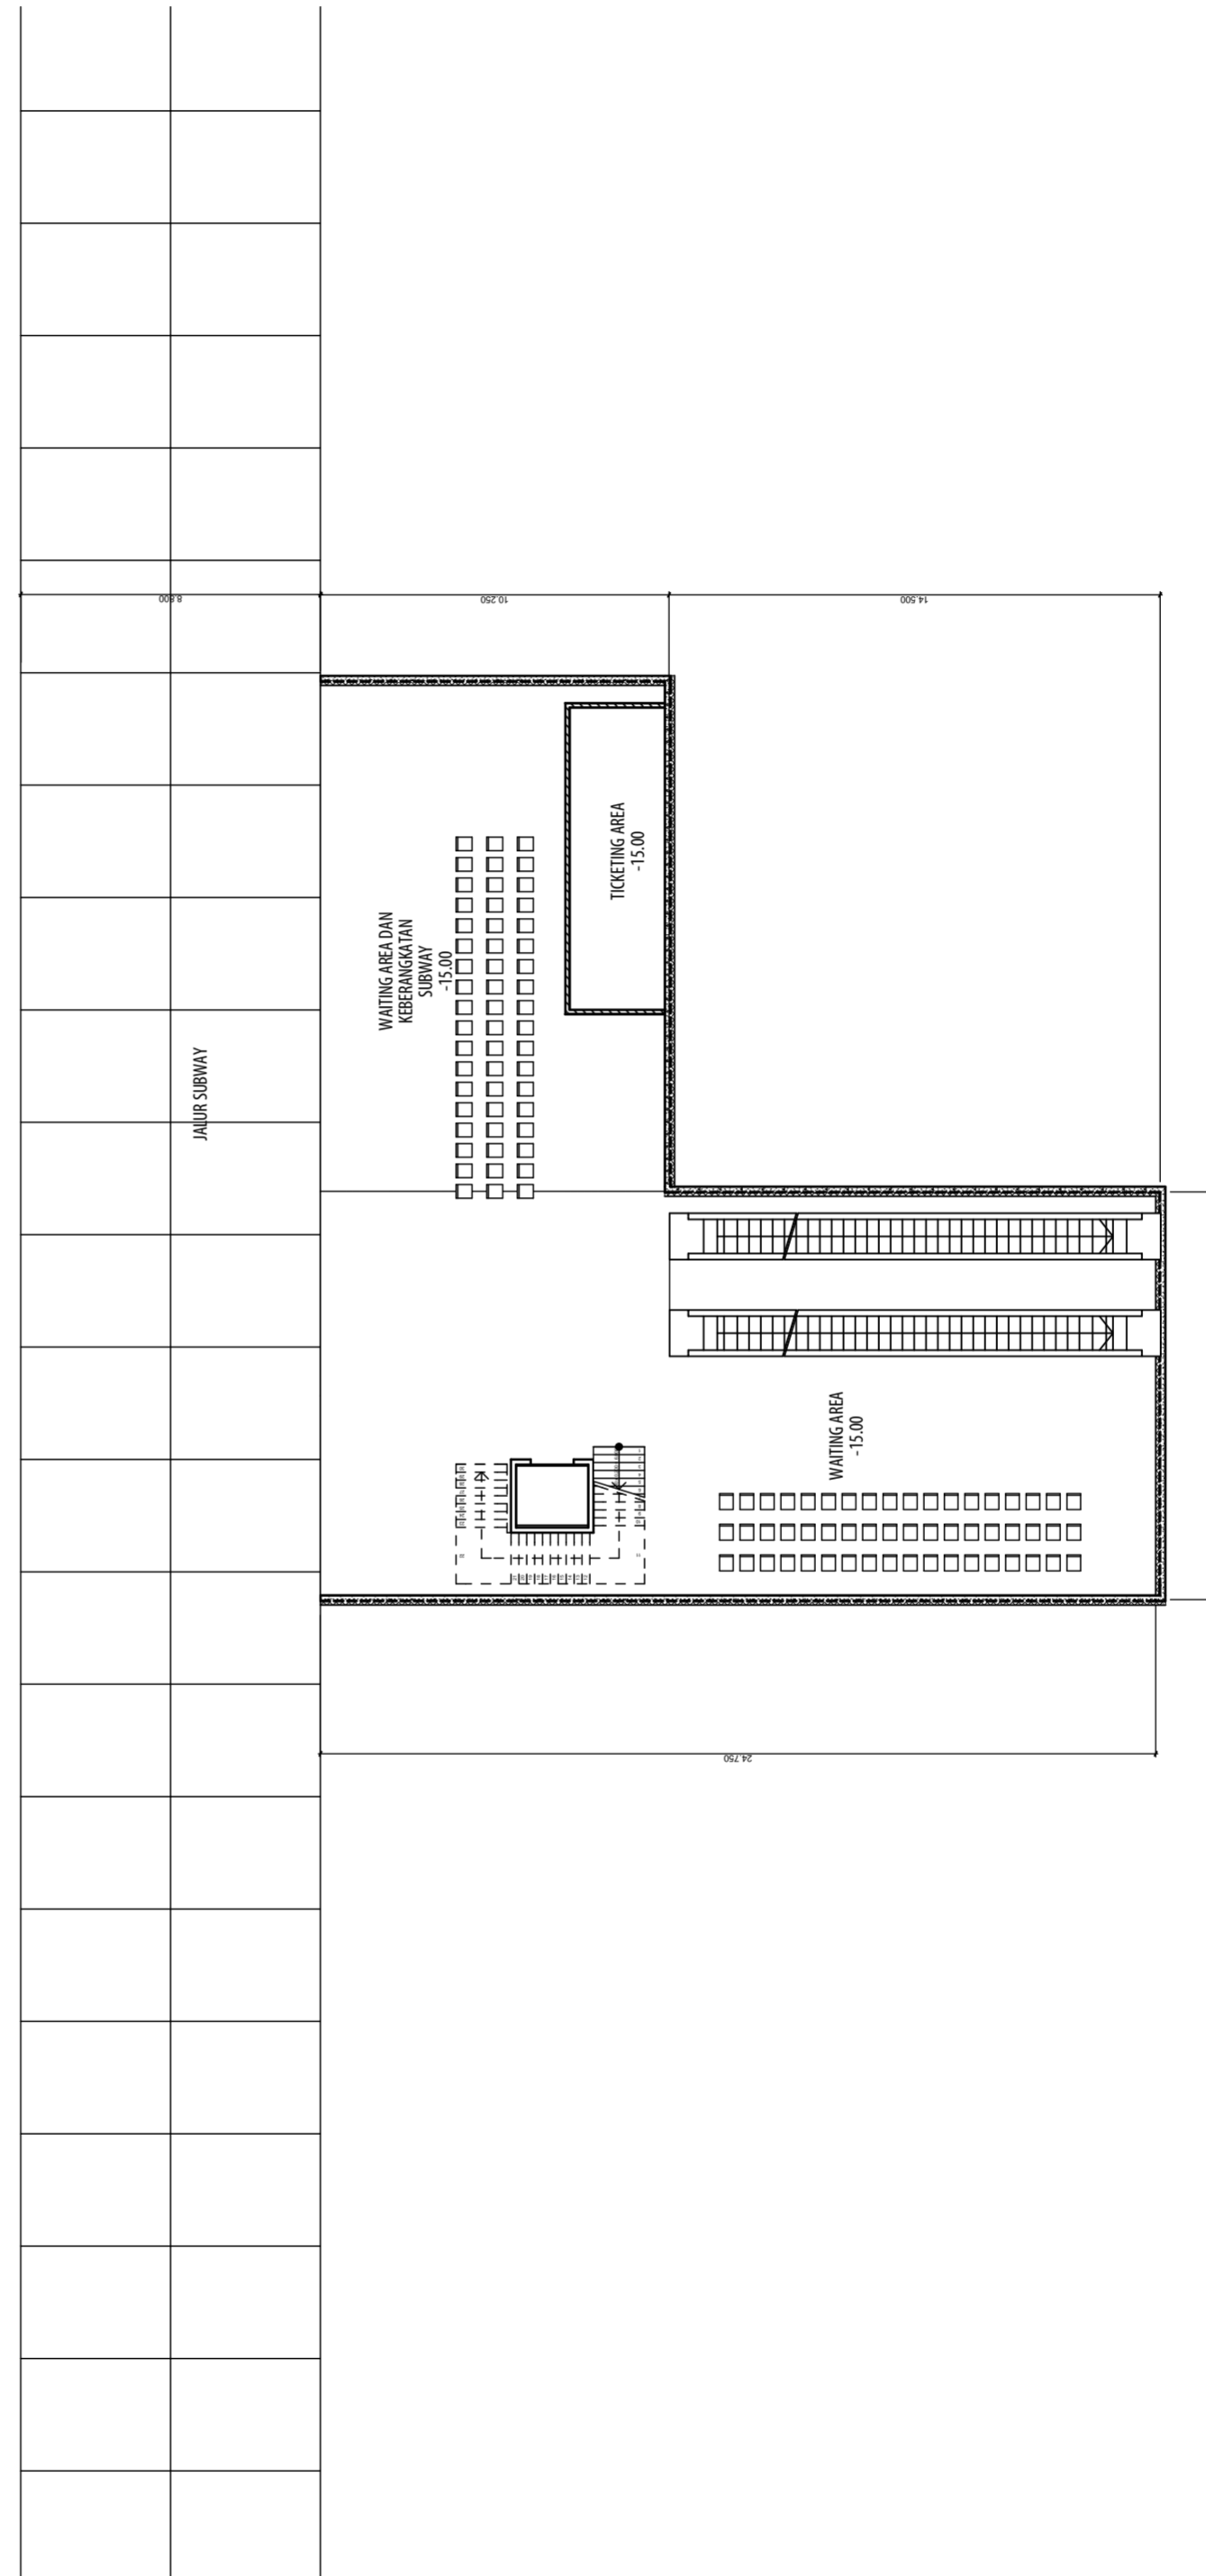 8.800
10.250
14.500
TICKETING AREA
-15.00
WAITING AREA DAN
KEBERANGKATAN
SUBWAY
-15.00
JALUR SUBWAY
WAITING AREA
-15.00
24.750